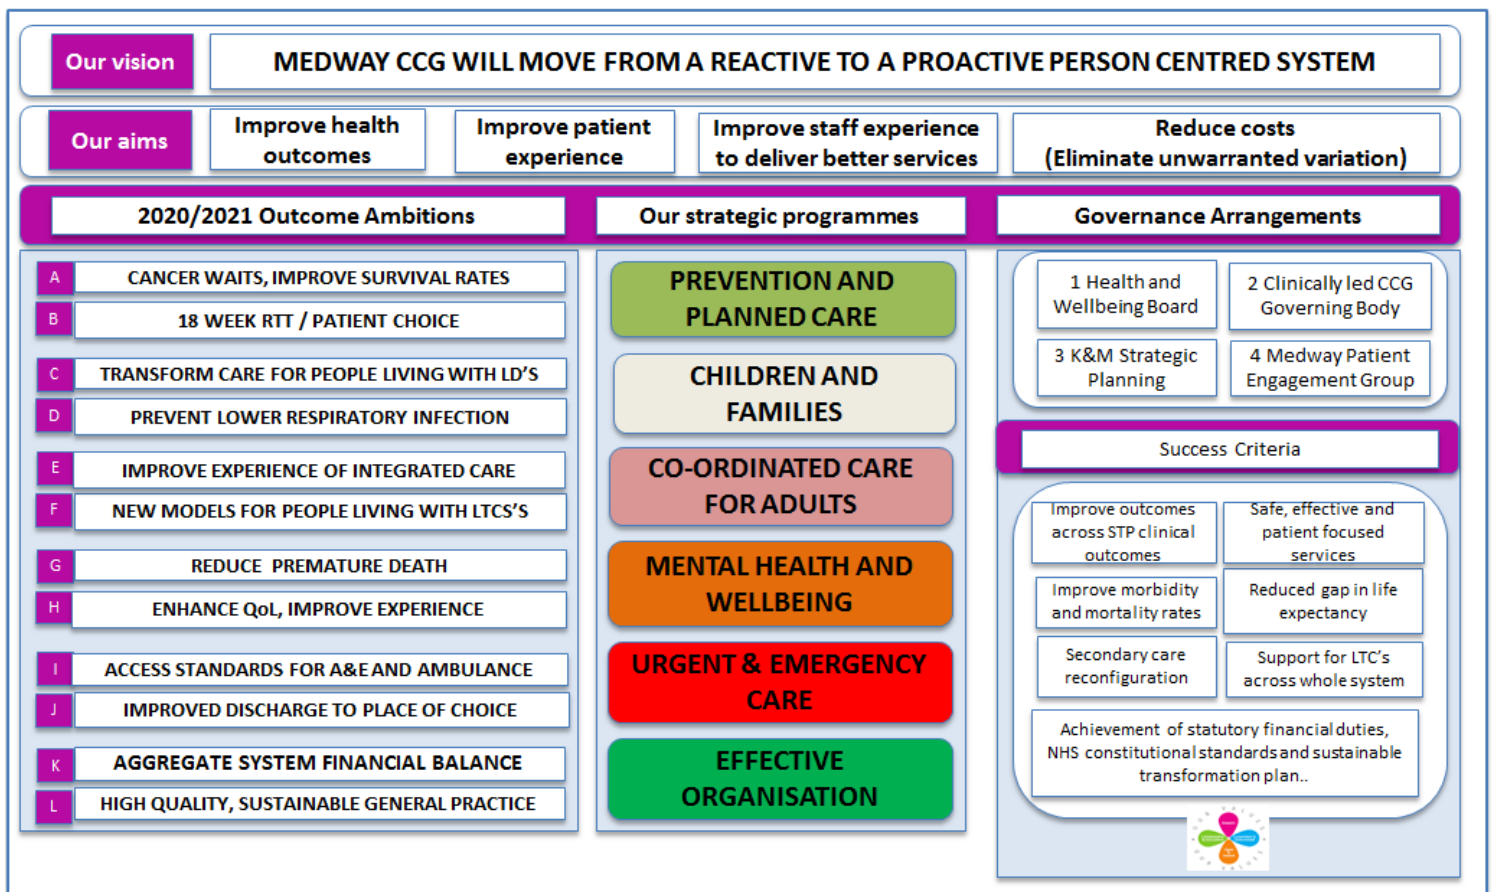 Our vision
MEDWAY CCG WILL MOVE FROM A REACTIVE TO A PROACTIVE PERSON CENTRED SYSTEM
Our aims
Improve health
outcomes
Improve patient
experience
Improve staff experience
to deliver better services
Reduce costs
(Eliminate unwarranted variation)
2020/2021 Outcome Ambitions
A
CANCER WAITS, IMPROVE SURVIVAL RATES
B
18 WEEK RTT / PATIENT CHOICE
C
TRANSFORM CARE FOR PEOPLE LIVING WITH LD'S
D
PREVENT LOWER RESPIRATORY INFECTION
E
IMPROVE EXPERIENCE OF INTEGRATED CARE
F
NEW MODELS FOR PEOPLE LIVING WITH LTCS'S
G
REDUCE PREMATURE DEATH
H
ENHANCE QoL, IMPROVE EXPERIENCE
I
ACCESS STANDARDS FOR A&E AND AMBULANCE
J
IMPROVED DISCHARGE TO PLACE OF CHOICE
K
AGGREGATE SYSTEM FINANCIAL BALANCE
L
HIGH QUALITY, SUSTAINABLE GENERAL PRACTICE
Our strategic programmes
PREVENTION AND
PLANNED CARE
CHILDREN AND
FAMILIES
CO-ORDINATED CARE
FOR ADULTS
MENTAL HEALTH AND
WELLBEING
URGENT & EMERGENCY
CARE
EFFECTIVE
ORGANISATION
Governance Arrangements
1 Health and
Wellbeing Board
2 Clinically led CCG
Governing Body
3 K&M Strategic
Planning
4 Medway Patient
Engagement Group
Success Criteria
Improve outcomes
across STP clinical
outcomes
Safe, effective and
patient focused
services
Improve morbidity
and mortality rates
Reduced gap in life
expectancy
Secondary care
reconfiguration
Support for LTC's
across whole system
Achievement of statutory financial duties,
NHS constitutional standards and sustainable
transformation plan..